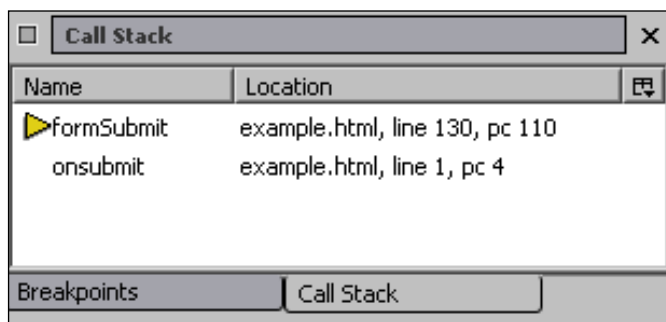 Call Stack
Name Location
formSubmit example.html, line 130, pc 110
onsubmit example.html, line 1, pc 4
Breakpoints Call Stack